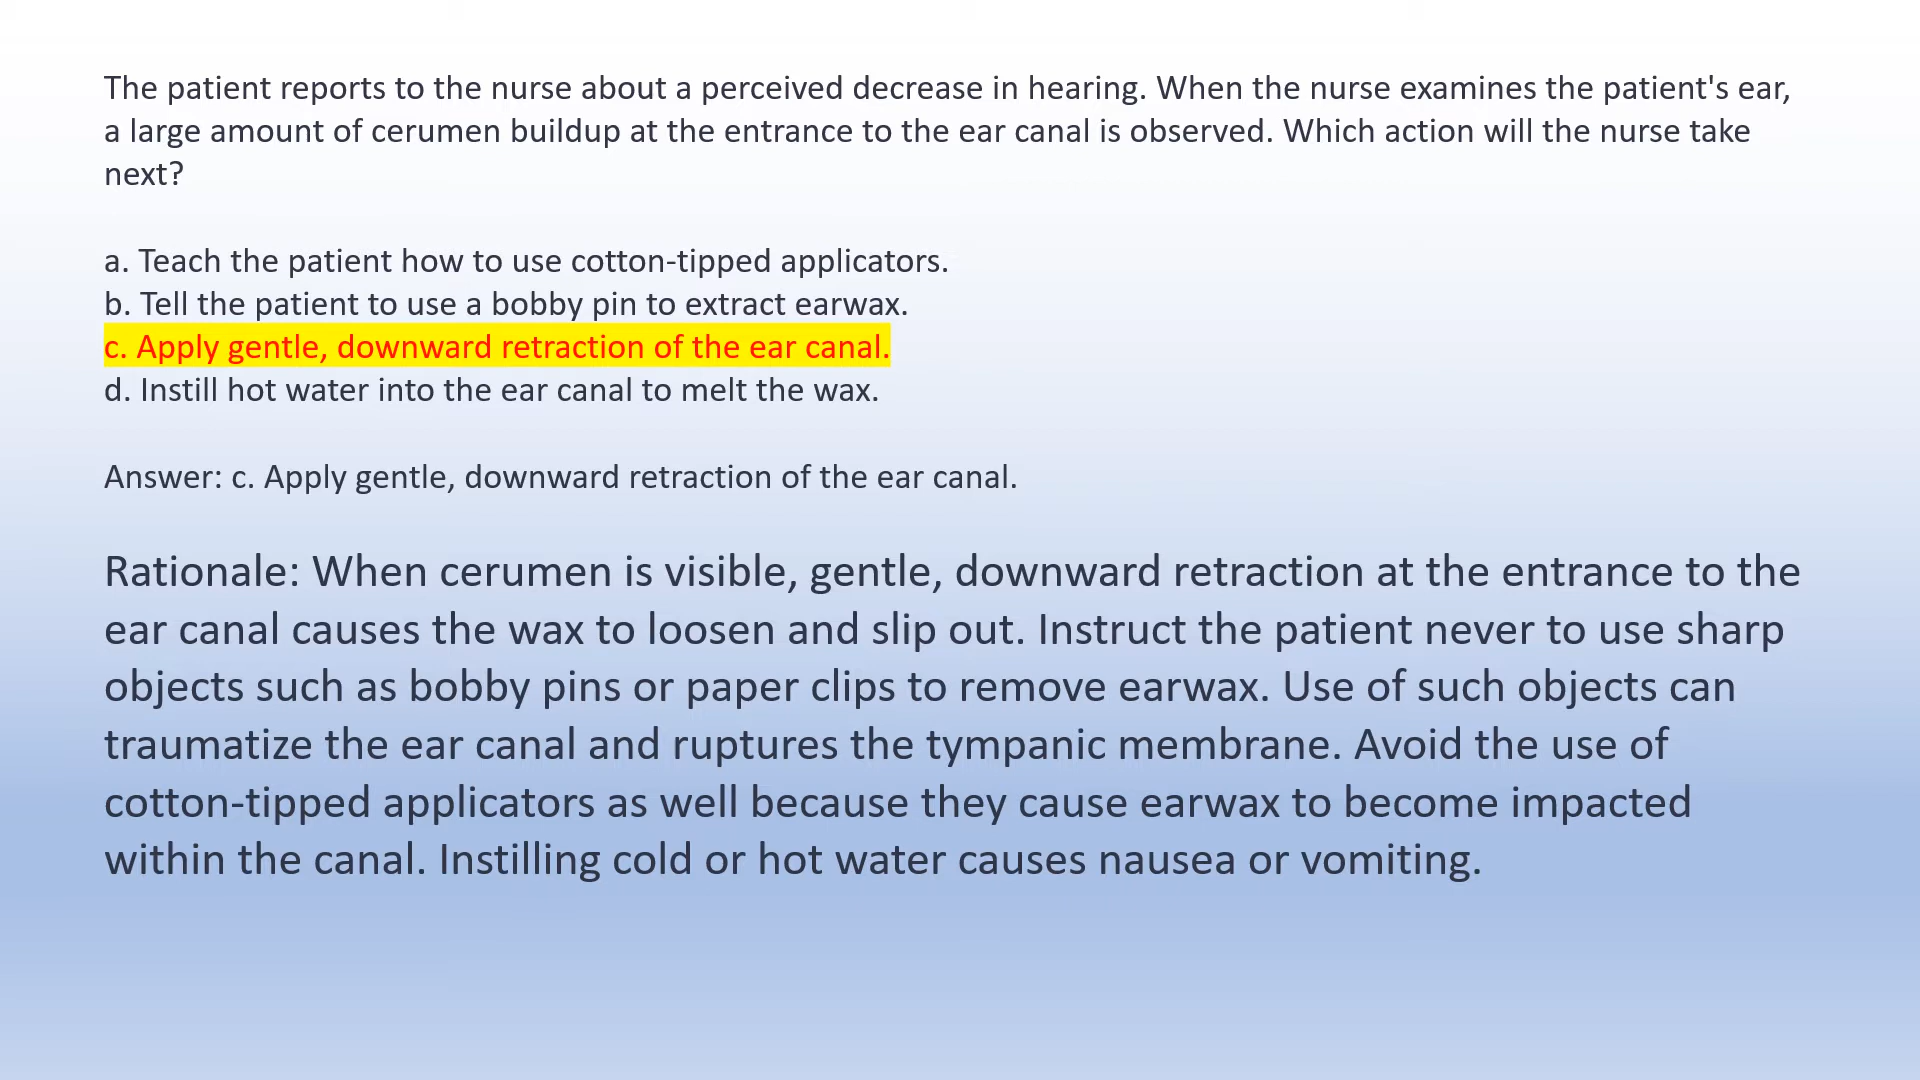 The patient reports to the nurse about a perceived decrease in hearing. When the nurse examines the patient's ear,
a large amount of cerumen buildup at the entrance to the ear canal is observed. Which action will the nurse take
next?
a. Teach the patient how to use cotton-tipped applicators.
b. Tell the patient to use a bobby pin to extract earwax.
c. Apply gentle, downward retraction of the ear canal.
d. Instill hot water into the ear canal to melt the wax.
Answer: c. Apply gentle, downward retraction of the ear canal.
Rationale: When cerumen is visible, gentle, downward retraction at the entrance to the
ear canal causes the wax to loosen and slip out. Instruct the patient never to use sharp
objects such as bobby pins or paper clips to remove earwax. Use of such objects can
traumatize the ear canal and ruptures the tympanic membrane. Avoid the use of
cotton-tipped applicators as well because they cause earwax to become impacted
within the canal. Instilling cold or hot water causes nausea or vomiting.